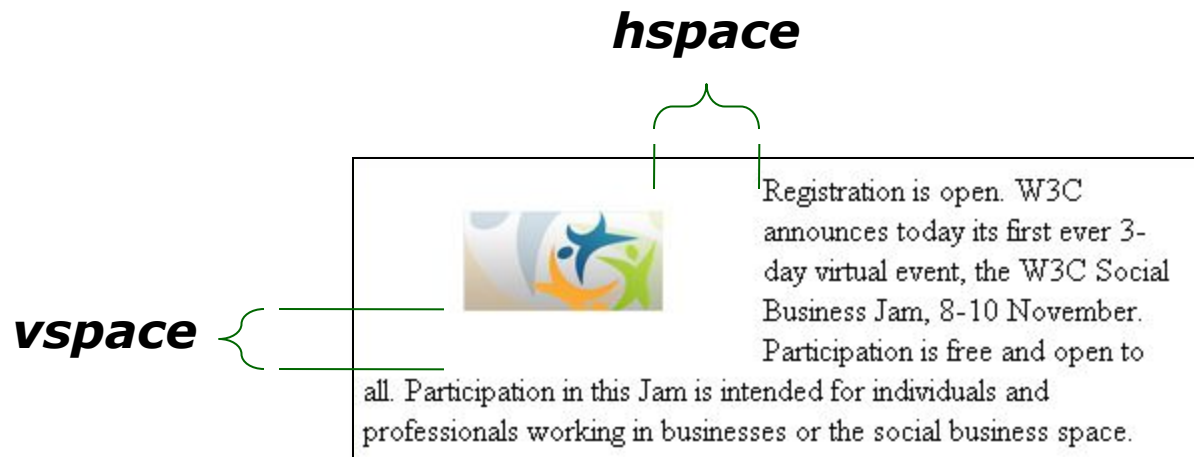 hspace
vspace
Registration is open. W3C
announces today its first ever 3-
day virtual event, the W3C Social
Business Jam, 8-10 November.
Participation is free and open to
all. Participation in this Jam is intended for individuals and
professionals working in businesses or the social business space.